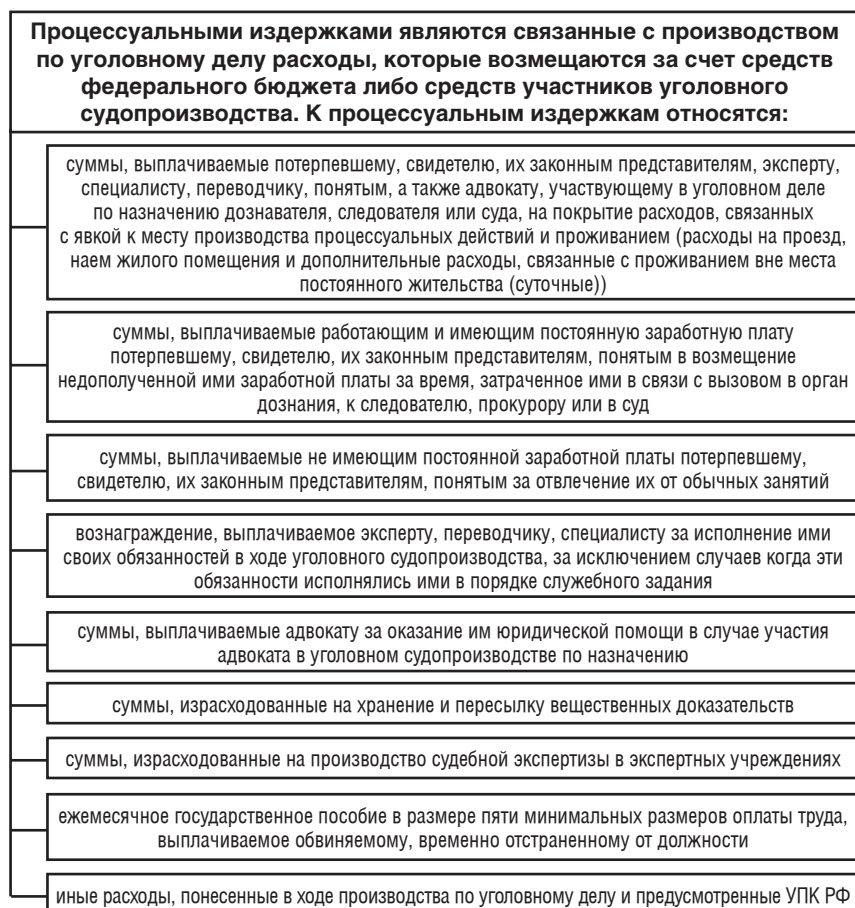 Процессуальными издержками являются связанные с производством
по уголовному делу расходы, которые возмещаются за счет средств
федерального бюджета либо средств участников уголовного
судопроизводства. К процессуальным издержкам относятся:
суммы, выплачиваемые потерпевшему, свидетелю, их законным представителям, эксперту,
специалисту, переводчику, понятым, а также адвокату, участвующему в уголовном деле
по назначению дознавателя, следователя или суда, на покрытие расходов, связанных
с явкой к месту производства процессуальных действий и проживанием (расходы на проезд,
наем жилого помещения и дополнительные расходы, связанные с проживанием вне места
постоянного жительства (суточные))
суммы, выплачиваемые работающим и имеющим постоянную заработную плату
потерпевшему, свидетелю, их законным представителям, понятым в возмещение
недополученной ими заработной платы за время, затраченное ими в связи с вызовом в орган
дознания, к следователю, прокурору или в суд
суммы, выплачиваемые не имеющим постоянной заработной платы потерпевшему,
свидетелю, их законным представителям, понятым за отвлечение их от обычных занятий
вознаграждение, выплачиваемое эксперту, переводчику, специалисту за исполнение ими
своих обязанностей в ходе уголовного судопроизводства, за исключением случаев когда эти
обязанности исполнялись ими в порядке служебного задания
суммы, выплачиваемые адвокату за оказание им юридической помощи в случае участия
адвоката в уголовном судопроизводстве по назначению
суммы, израсходованные на хранение и пересылку вещественных доказательств
суммы, израсходованные на производство судебной экспертизы в экспертных учреждениях
ежемесячное государственное пособие в размере пяти минимальных размеров оплаты труда,
выплачиваемое обвиняемому, временно отстраненному от должности
иные расходы, понесенные в ходе производства по уголовному делу и предусмотренные УПК РФ